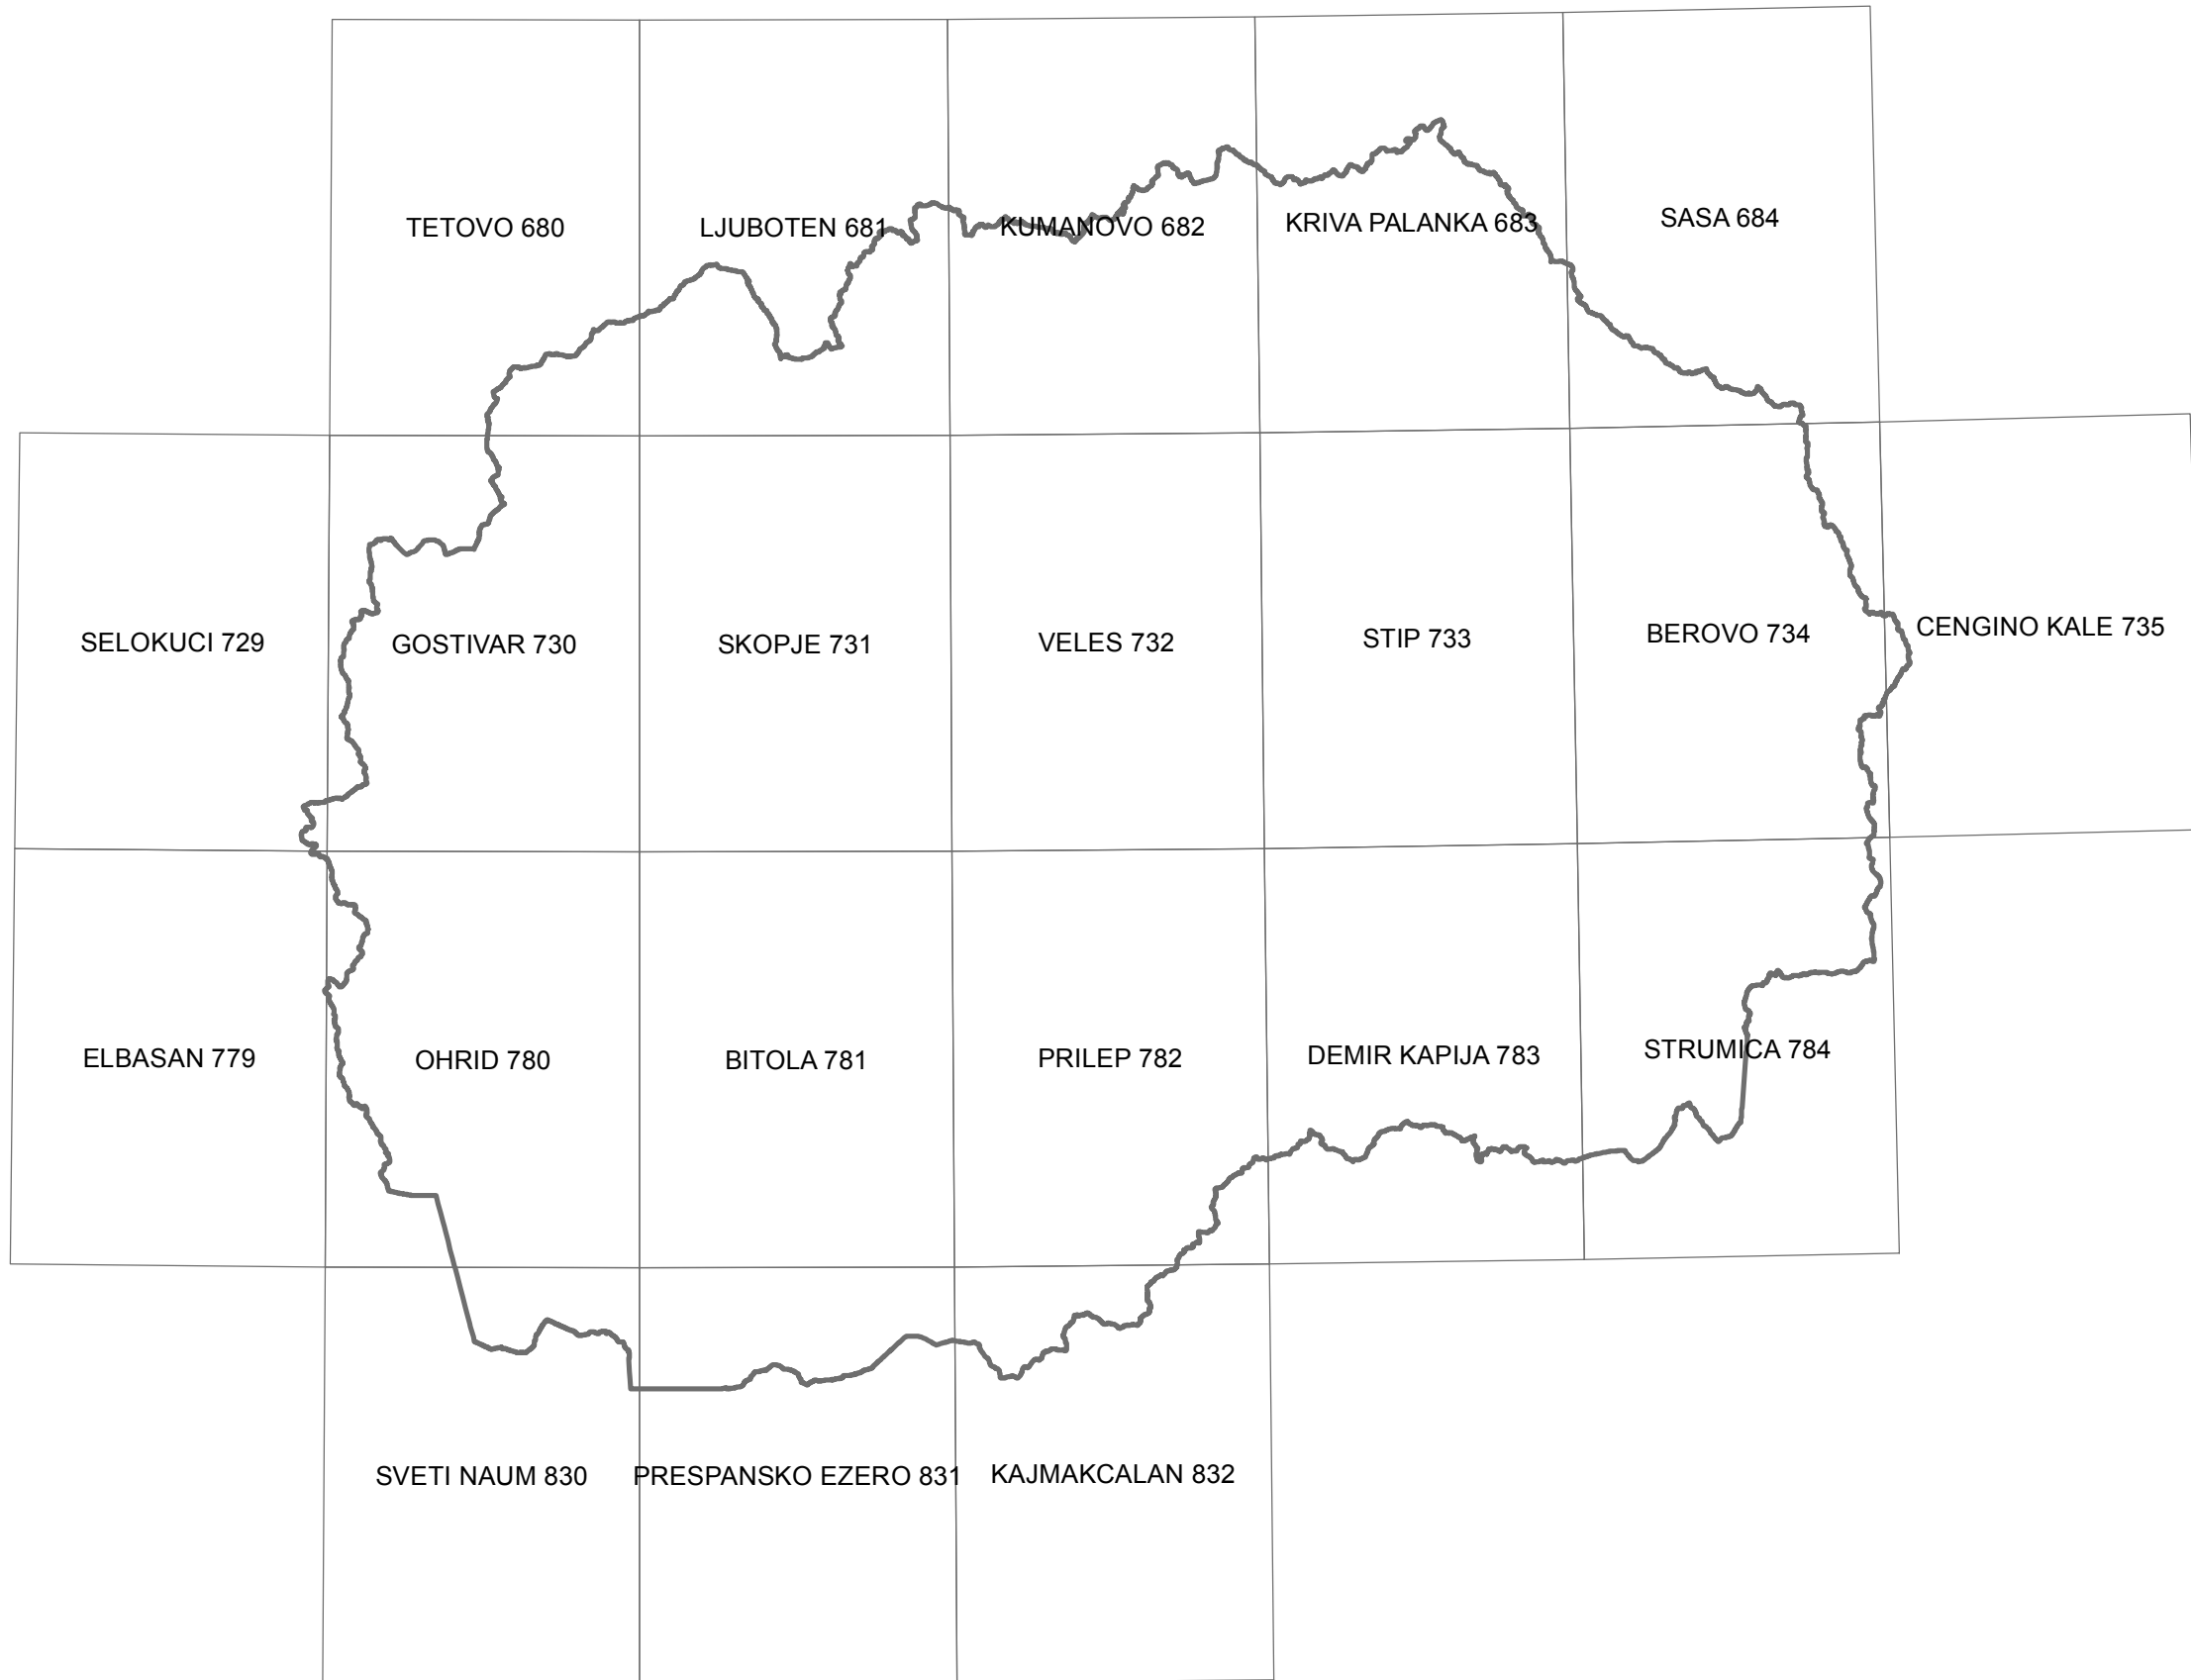 TETOVO 680
LJUBOTEN 681
KUMANOVO 682
KRIVA PALANKA 683
SASA 684
SELOKUCI 729
GOSTIVAR 730
SKOPJE 731
VELES 732
STIP 733
BEROVO 734
CENGINO KALE 735
ELBASAN 779
OHRID 780
BITOLA 781
PRILEP 782
DEMIR KAPIJA 783
STRUMICA 784
SVETI NAUM 830
PRESPANSKO EZERO 831
KAJMAKCALAN 832